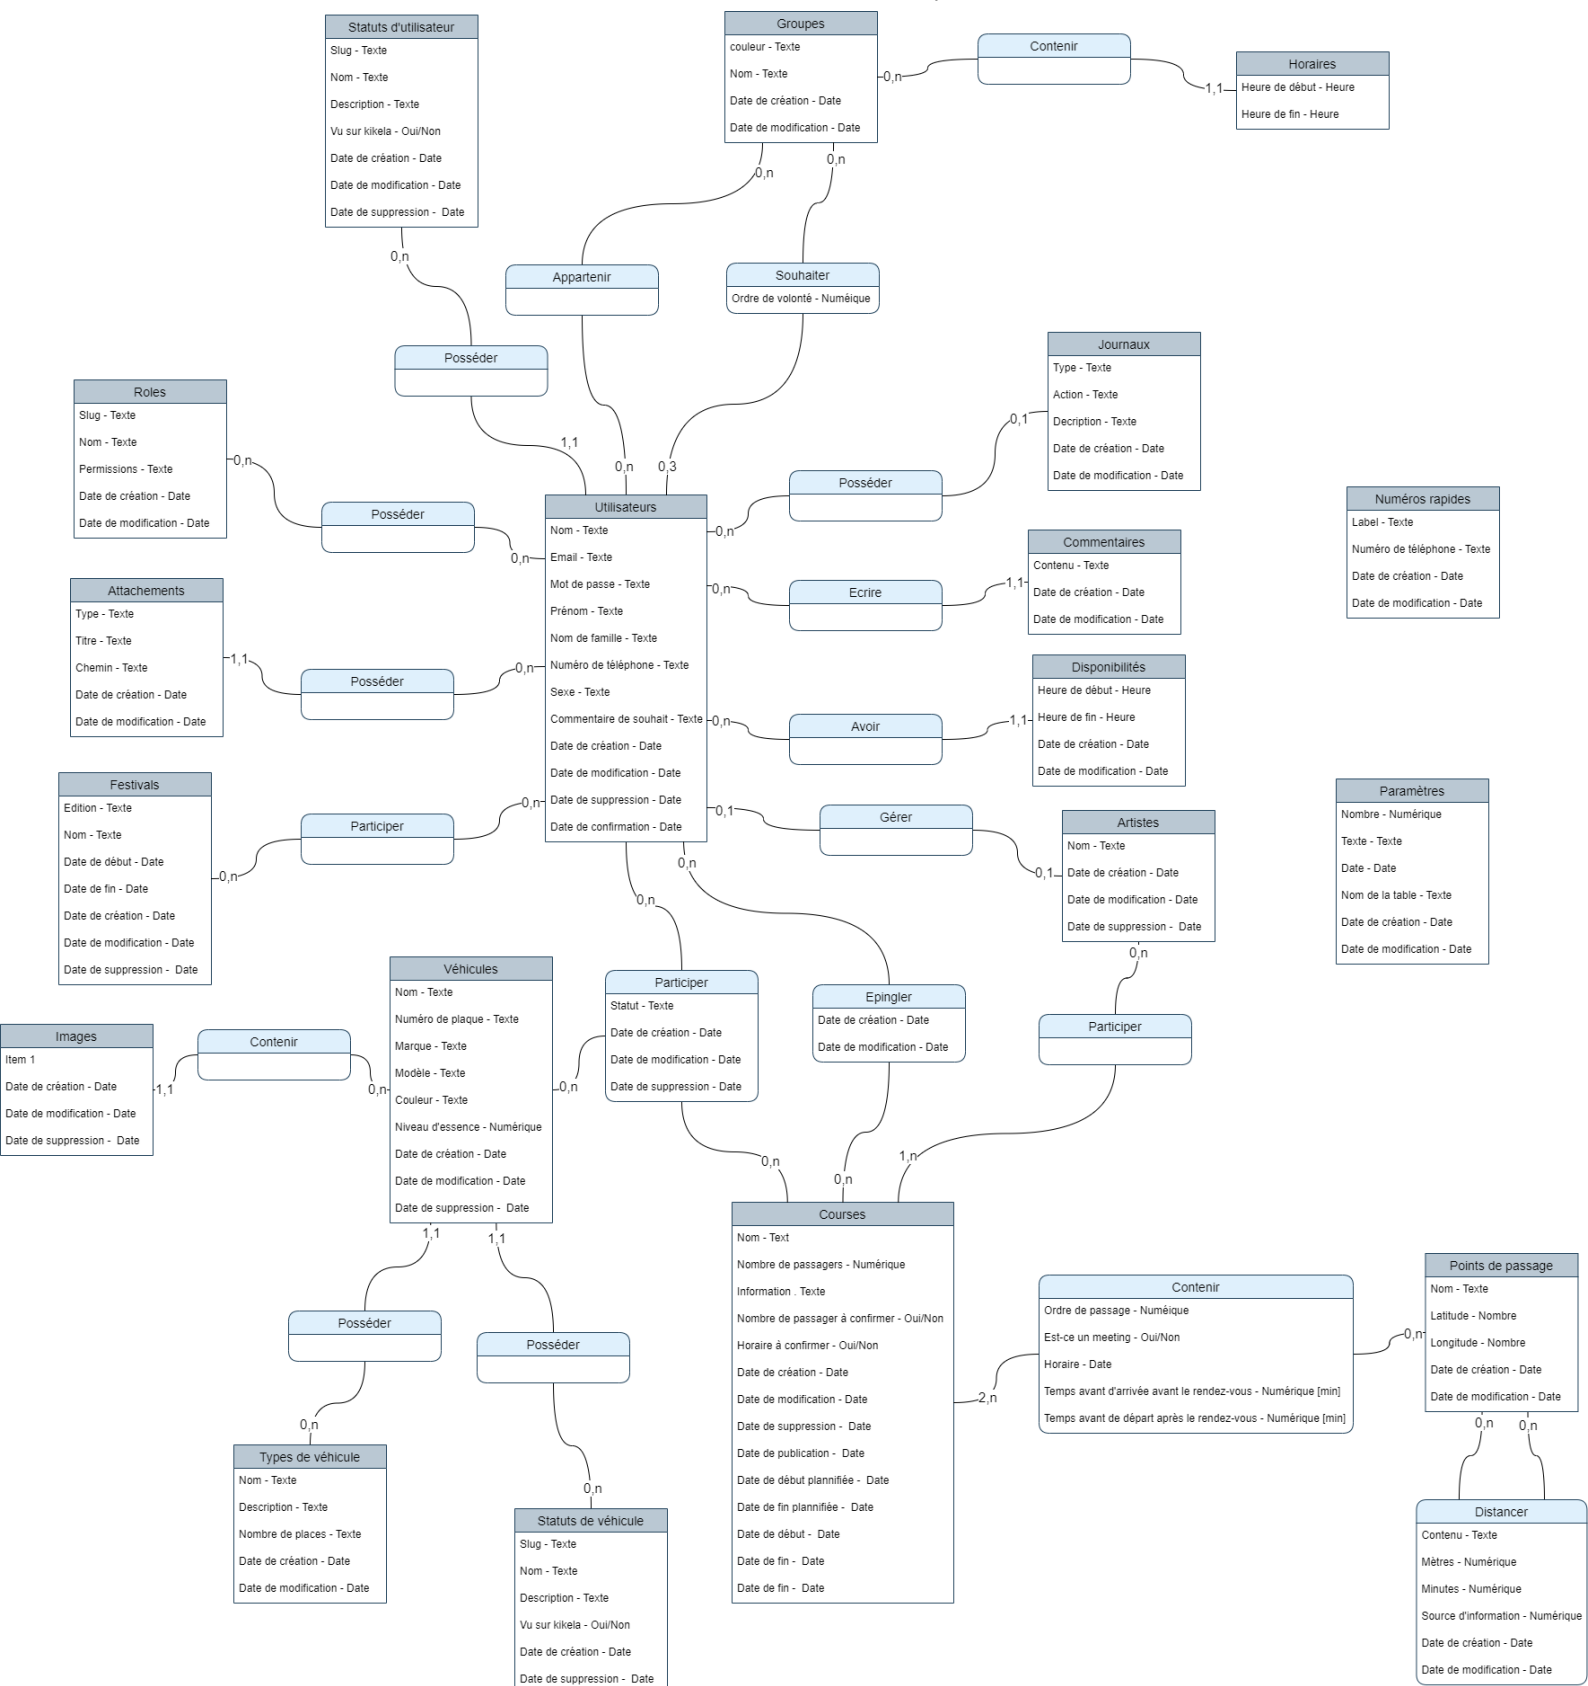 Statuts d'utilisateur
Slug - Texte
Nom - Texte
Description - Texte
Vu sur kikela - Oui/Non
Date de création - Date
Date de modification - Date
Date de suppression -  Date
0,n
Groupes
couleur - Texte
Nom - Texte
Date de création - Date
Date de modification - Date
0,n
0,n
0,n
Contenir
1,1
Horaires
Heure de début - Heure
Heure de fin - Heure
Appartenir
Souhaiter
Ordre de volonté - Numéique
Posséder
1,1
0,n
0,3
Roles
Slug - Texte
Nom - Texte
Permissions - Texte
Date de création - Date
Date de modification - Date
0,n
Posséder
0,n
Journaux
Type - Texte
Action - Texte
Decription - Texte
Date de création - Date
Date de modification - Date
0,1
Posséder
0,n
Utilisateurs
Nom - Texte
Email - Texte
Mot de passe - Texte
Prénom - Texte
Nom de famille - Texte
Numéro de téléphone - Texte
Sexe - Texte
Commentaire de souhait - Texte
Date de création - Date
Date de modification - Date
Date de suppression - Date
Date de confirmation - Date
Numéros rapides
Label - Texte
Numéro de téléphone - Texte
Date de création - Date
Date de modification - Date
Commentaires
Contenu - Texte
Date de création - Date
Date de modification - Date
1,1
Ecrire
0,n
Attachements
Type - Texte
Titre - Texte
Chemin - Texte
Date de création - Date
Date de modification - Date
1,1
Posséder
0,n
Disponibilités
Heure de début - Heure
Heure de fin - Heure
Date de création - Date
Date de modification - Date
1,1
Avoir
0,n
Festivals
Edition - Texte
Nom - Texte
Date de début - Date
Date de fin - Date
Date de création - Date
Date de modification - Date
Date de suppression -  Date
0,n
Participer
0,n
0,1
Gérer
0,1
Artistes
Nom - Texte
Date de création - Date
Date de modification - Date
Date de suppression -  Date
0,n
Paramètres
Nombre - Numérique
Texte - Texte
Date - Date
Nom de la table - Texte
Date de création - Date
Date de modification - Date
0,n
0,n
Véhicules
Nom - Texte
Numéro de plaque - Texte
Marque - Texte
Modèle - Texte
Couleur - Texte
Niveau d'essence - Numérique
Date de création - Date
Date de modification - Date
Date de suppression -  Date
Participer
Statut - Texte
Date de création - Date
Date de modification - Date
Date de suppression - Date
0,n
0,n
Epingler
Date de création - Date
Date de modification - Date
0,n
Participer
1,n
Images
Item 1
Date de création - Date
Date de modification - Date
Date de suppression -  Date
1,1
Contenir
0,n
1,1
1,1
Posséder
0,n
Posséder
0,n
Types de véhicule
Nom - Texte
Description - Texte
Nombre de places - Texte
Date de création - Date
Date de modification - Date
Statuts de véhicule
Slug - Texte
Nom - Texte
Description - Texte
Vu sur kikela - Oui/Non
Date de création - Date
Date de suppression -  Date
Courses
Nom - Text
Nombre de passagers - Numérique
Information . Texte
Nombre de passager à confirmer - Oui/Non
Horaire à confirmer - Oui/Non
Date de création - Date
Date de modification - Date
Date de suppression -  Date
Date de publication -  Date
Date de début plannifiée -  Date
Date de fin plannifiée -  Date
Date de début -  Date
Date de fin -  Date
Date de fin -  Date
2,n
Contenir
Ordre de passage - Numéique
Est-ce un meeting - Oui/Non
Horaire - Date
Temps avant d'arrivée avant le rendez-vous - Numérique [min]
Temps avant de départ après le rendez-vous - Numérique [min]
0,n
Points de passage
Nom - Texte
Latitude - Nombre
Longitude - Nombre
Date de création - Date
Date de modification - Date
0,n
0,n
Distancer
Contenu - Texte
Mètres - Numérique
Minutes - Numérique
Source d'information - Numérique
Date de création - Date
Date de modification - Date